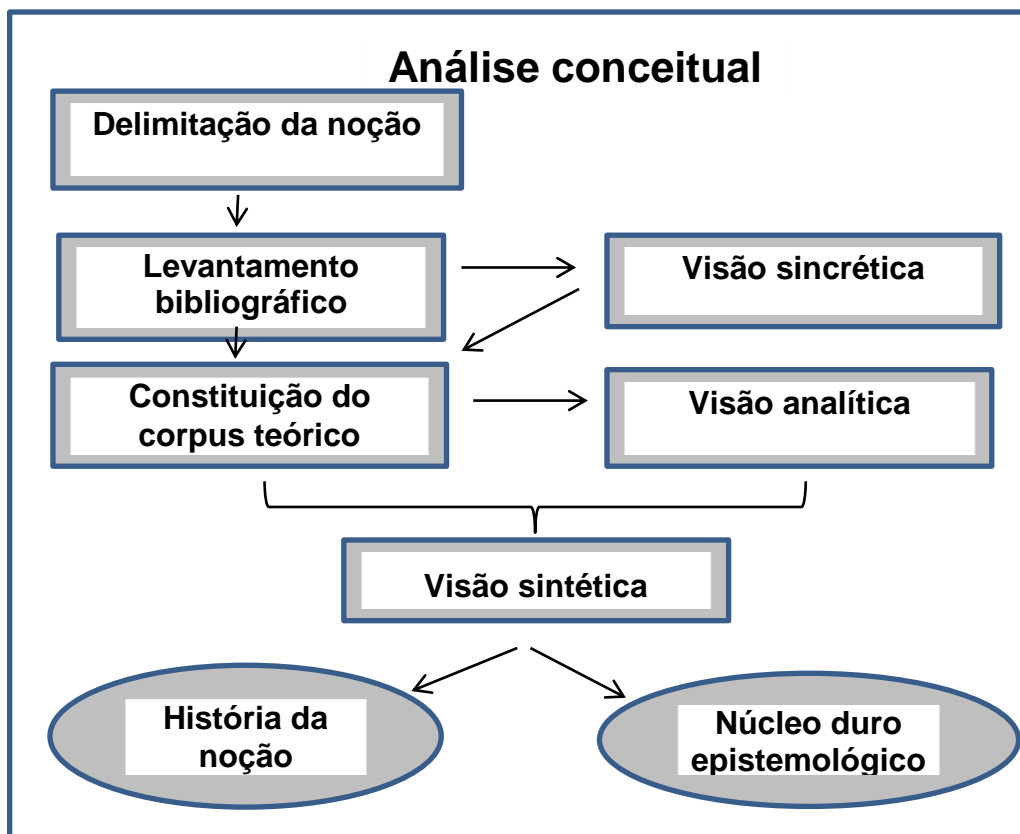 Análise conceitual
Delimitação da noção
Levantamento
bibliográfico
Visão sincrética
Constituição do
corpus teórico
Visão analítica
Visão sintética
História da
noção
Núcleo duro
epistemológico